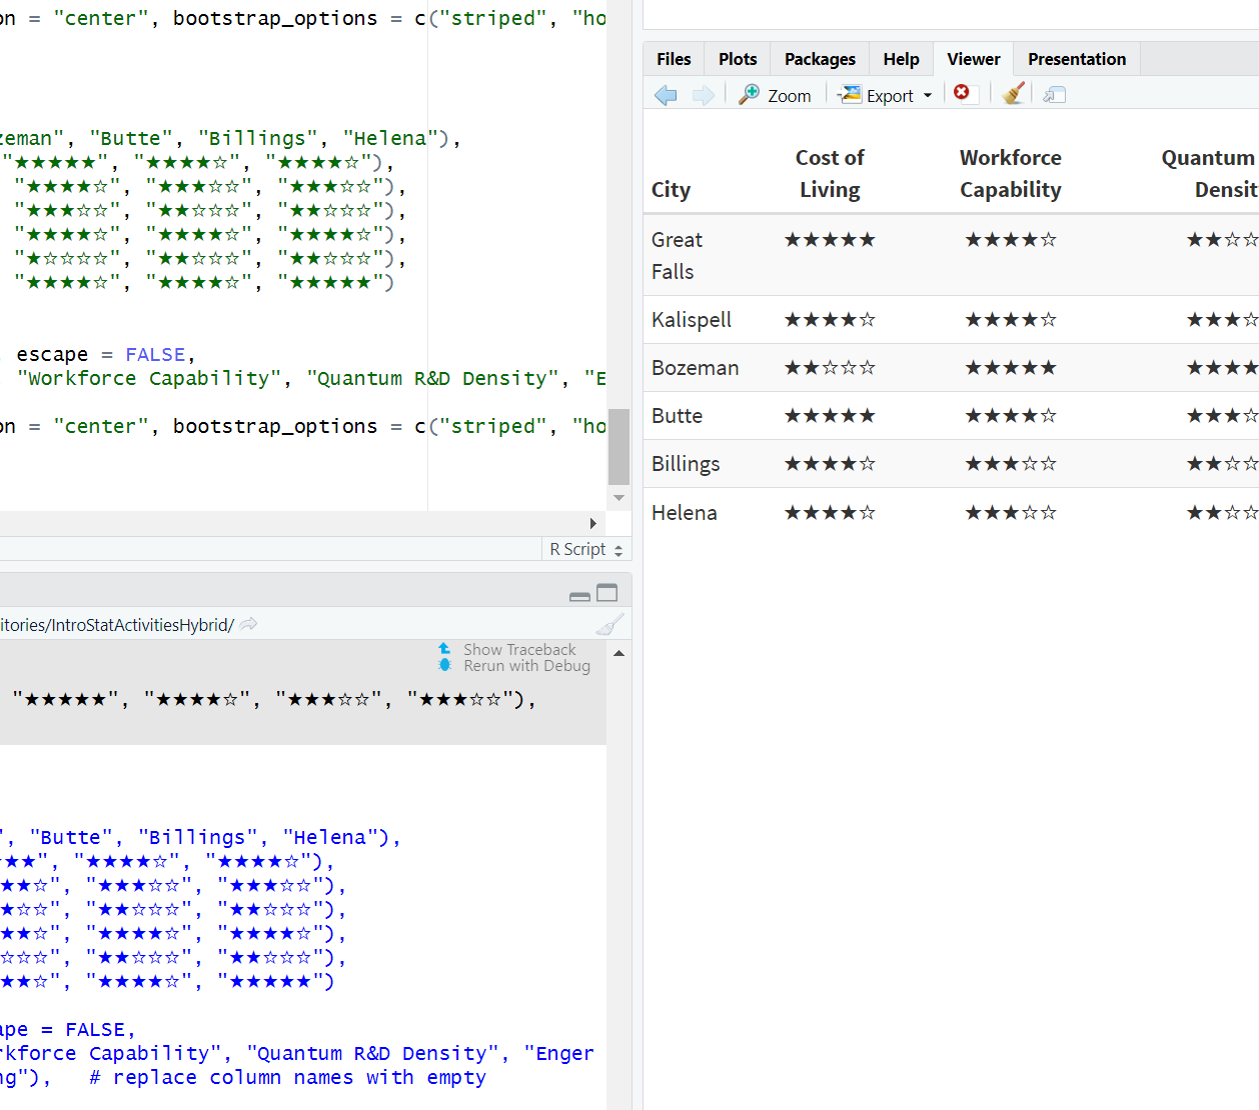 on = "center", bootstrap_options = c("striped", "ho
zeman", "Butte", "Billings", "Helena"),
"★★★★★", "★★★★☆", "★★★★☆"),
"★★★★☆", "★★★☆☆", "★★★☆☆"),
"★★★☆☆", "★★☆☆☆", "★★☆☆☆"),
"★★★★☆", "★★★★☆", "★★★★☆"),
"★☆☆☆☆", "★★☆☆☆", "★★☆☆☆"),
"★★★★☆", "★★★★☆", "★★★★★")
escape = FALSE,
"Workforce Capability", "Quantum R&D Density", "E
on = "center", bootstrap_options = c("striped", "ho
R Script
itories/IntroStatActivitiesHybrid/
Show Traceback
Rerun with Debug
"★★★★★", "★★★★☆", "★★★☆☆", "★★★☆☆"),
", "Butte", "Billings", "Helena"),
★★", "★★★★☆", "★★★★☆"),
★★☆", "★★★☆☆", "★★★☆☆"),
★☆☆", "★★☆☆☆", "★★☆☆☆"),
★★☆", "★★★★☆", "★★★★☆"),
☆☆☆", "★★☆☆☆", "★★☆☆☆"),
★★☆", "★★★★☆", "★★★★★")
ape = FALSE,
rkforce Capability", "Quantum R&D Density", "Enger
ng"),   # replace column names with empty
Files Plots Packages Help Viewer Presentation
Zoom Export
City Cost of Living Workforce Capability Quantum Densit
Great Falls ★★★★★ ★★★★☆ ★★☆☆
Kalispell ★★★★☆ ★★★★☆ ★★★☆
Bozeman ★★☆☆☆ ★★★★★ ★★★★
Butte ★★★★★ ★★★★☆ ★★★☆
Billings ★★★★☆ ★★★☆☆ ★★☆☆
Helena ★★★★☆ ★★★☆☆ ★★☆☆